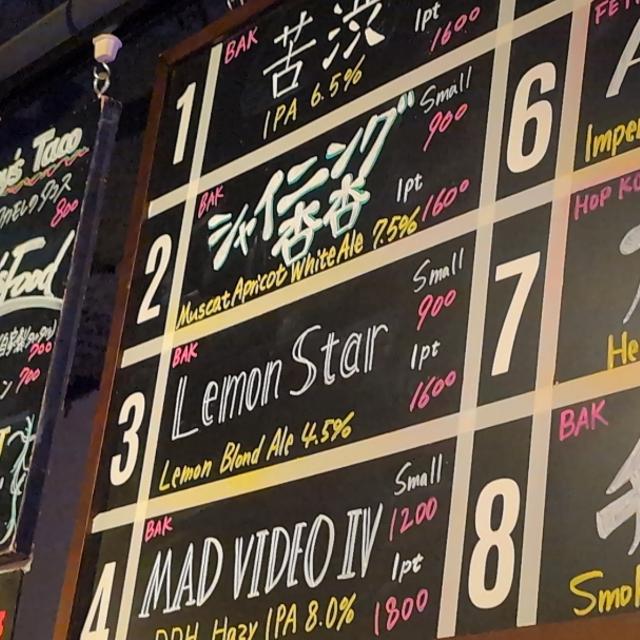 1
BAK
苦渋
IPA 6.5%
1pt
1600
2
BAK
シャイニング
杏杏
Muscat Apricot White Ale 7.5%
Small
900
1pt
1600
3
BAK
Lemon Star
Lemon Blond Ale 4.5%
Small
900
1pt
1600
4
BAK
MAD VIDEO IV
DDH Hazy IPA 8.0%
Small
1200
1pt
1800
6
7
HOP KO
He
8
BAK
Smo
Taco
800
Food
700